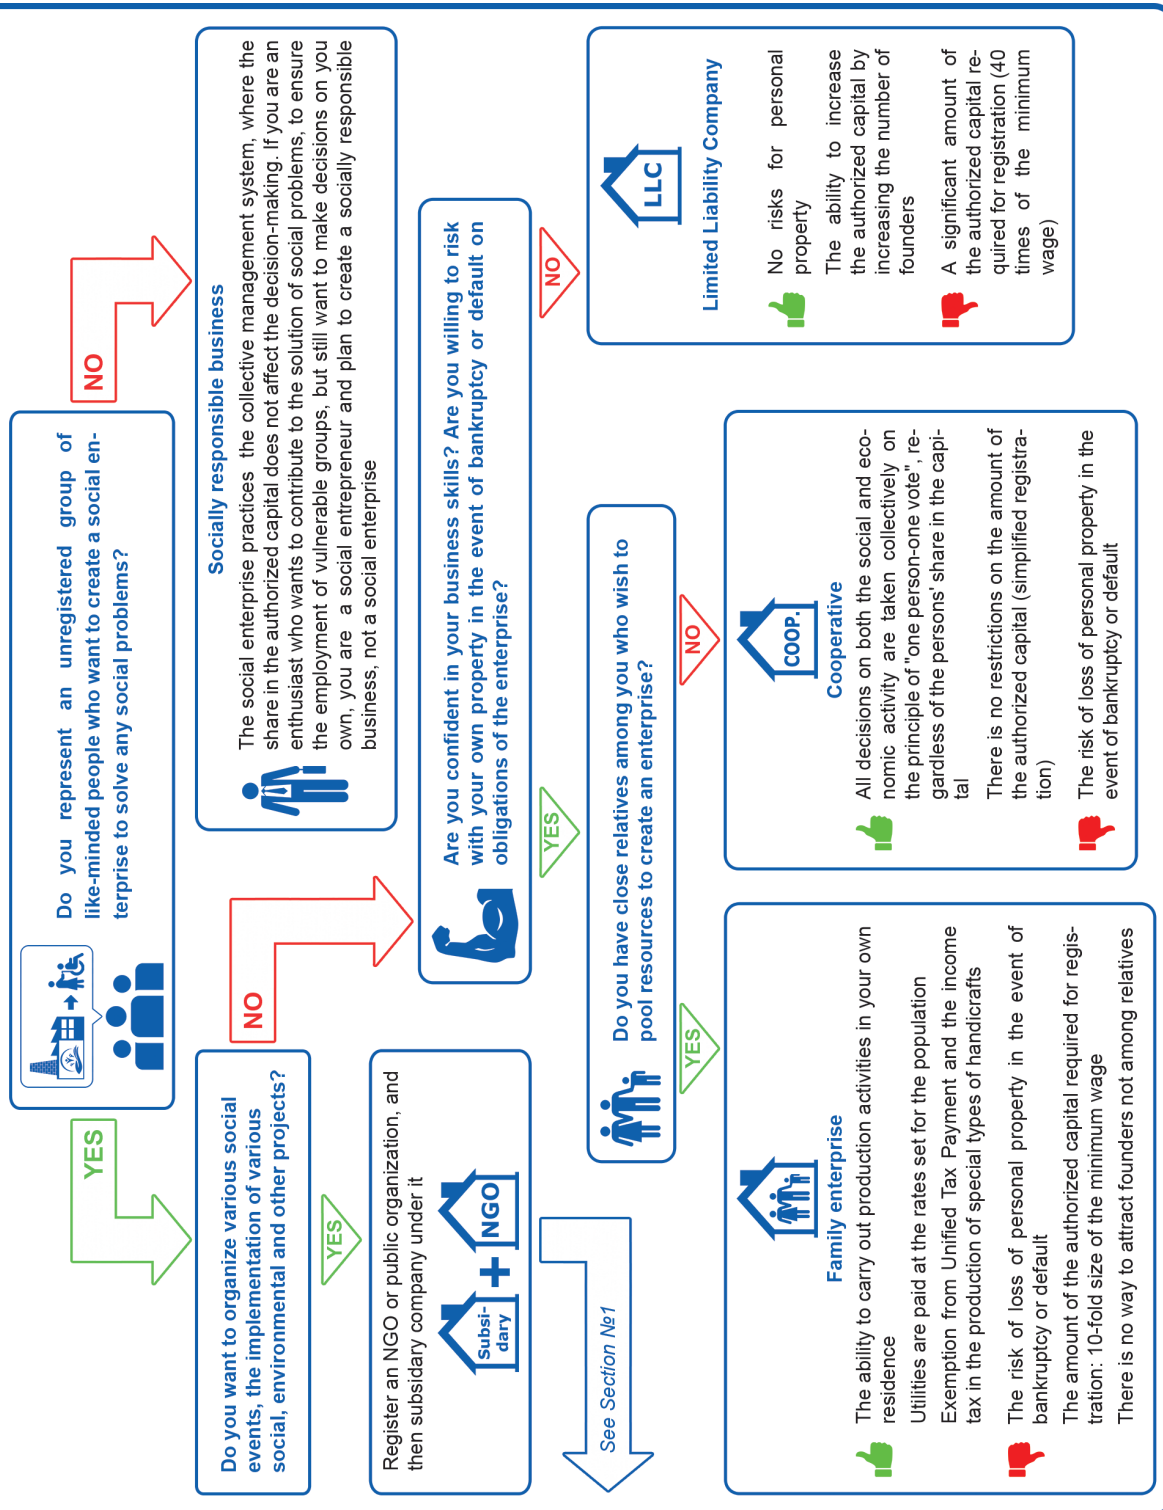 Do you represent an unregistered group of
like-minded people who want to create a social en-
terprise to solve any social problems?
YES
NO
Do you want to organize various social
events, the implementation of various
social, environmental and other projects?
Socially responsible business
The social enterprise practices the collective management system, where the
share in the authorized capital does not affect the decision-making. If you are an
enthusiast who wants to contribute to the solution of social problems, to ensure
the employment of vulnerable groups, but still want to make decisions on you
own, you are a social entrepreneur and plan to create a socially responsible
business, not a social enterprise
NO
YES
Register an NGO or public organization, and
then subsidary company under it
Subsi-
dary
+
NGO
See Section №1
Are you confident in your business skills? Are you willing to risk
with your own property in the event of bankruptcy or default on
obligations of the enterprise?
YES
NO
Do you have close relatives among you who wish to
pool resources to create an enterprise?
YES
NO
LLC
Limited Liability Company
No risks for personal
property
The ability to increase
the authorized capital by
increasing the number of
founders
A significant amount of
the authorized capital re-
quired for registration (40
times of the minimum
wage)
Family enterprise
The ability to carry out production activities in your own
residence
Utilities are paid at the rates set for the population
Exemption from Unified Tax Payment and the income
tax in the production of special types of handicrafts
The risk of loss of personal property in the event of
bankruptcy or default
The amount of the authorized capital required for regis-
tration: 10-fold size of the minimum wage
There is no way to attract founders not among relatives
COOP.
Cooperative
All decisions on both the social and eco-
nomic activity are taken collectively on
the principle of "one person-one vote", re-
gardless of the persons' share in the capi-
tal
There is no restrictions on the amount of
the authorized capital (simplified registra-
tion)
The risk of loss of personal property in the
event of bankruptcy or default